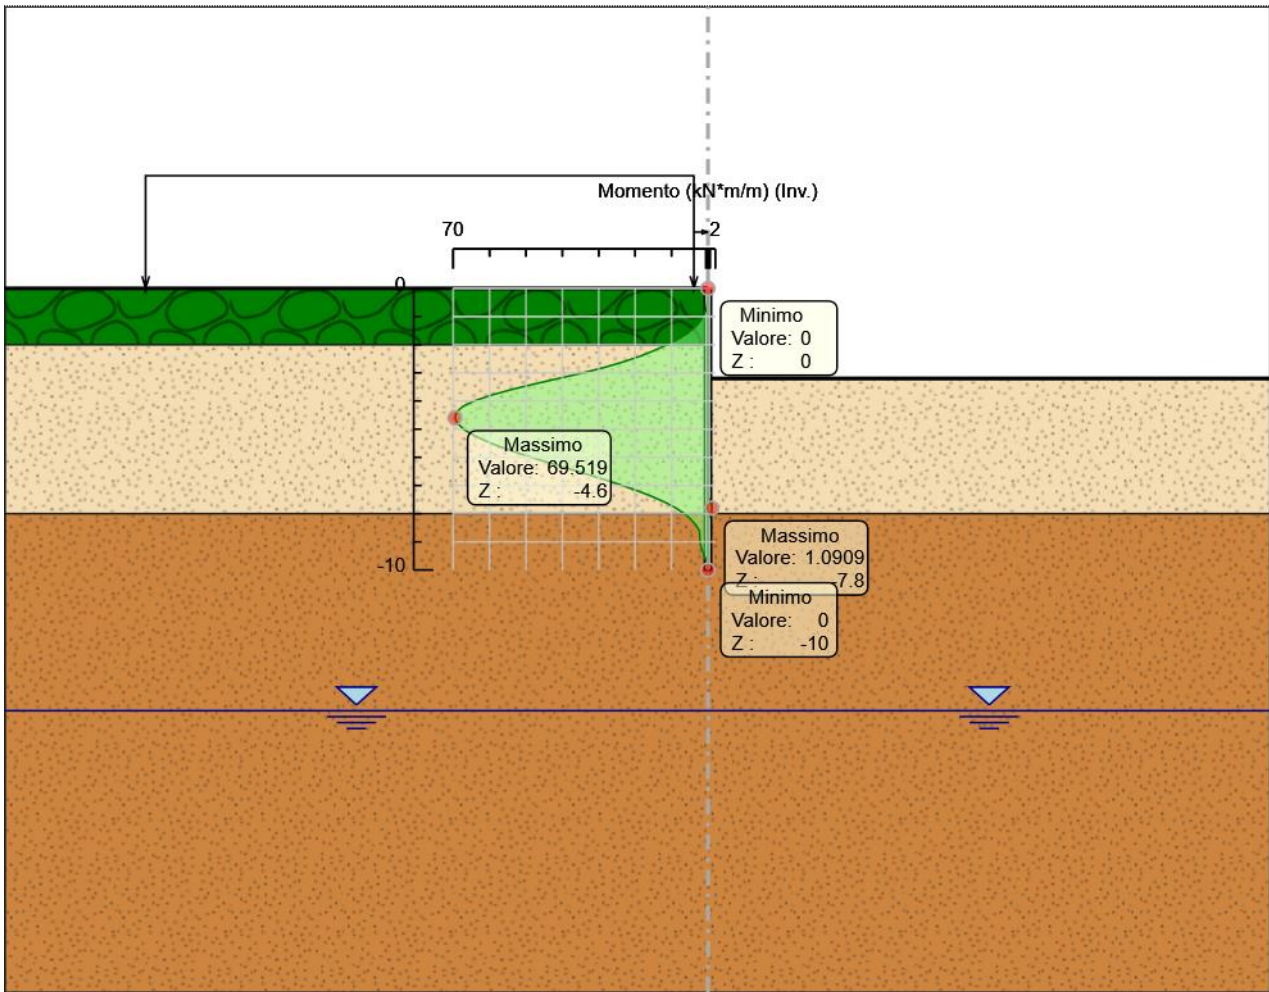 Momento (kN*m/m) (Inv.)
70
2
0
Minimo
Valore: 0
Z : 0
Massimo
Valore: 69.519
Z : -4.6
Massimo
Valore: 1.0909
Z : -7.8
-10
Minimo
Valore: 0
Z : -10